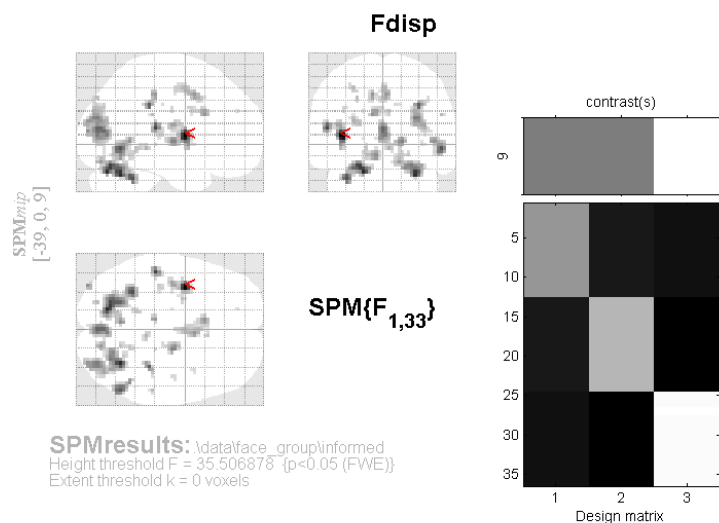 Fdisp
SPMmip
[-39, 0, 9]
<
<
<
SPM{F1,33}
SPMresults: .\data\face_group\informed
Height threshold F = 35.506878 {p<0.05 (FWE)}
Extent threshold k = 0 voxels
contrast(s)
9
5
10
15
20
25
30
35
1 2 3
Design matrix